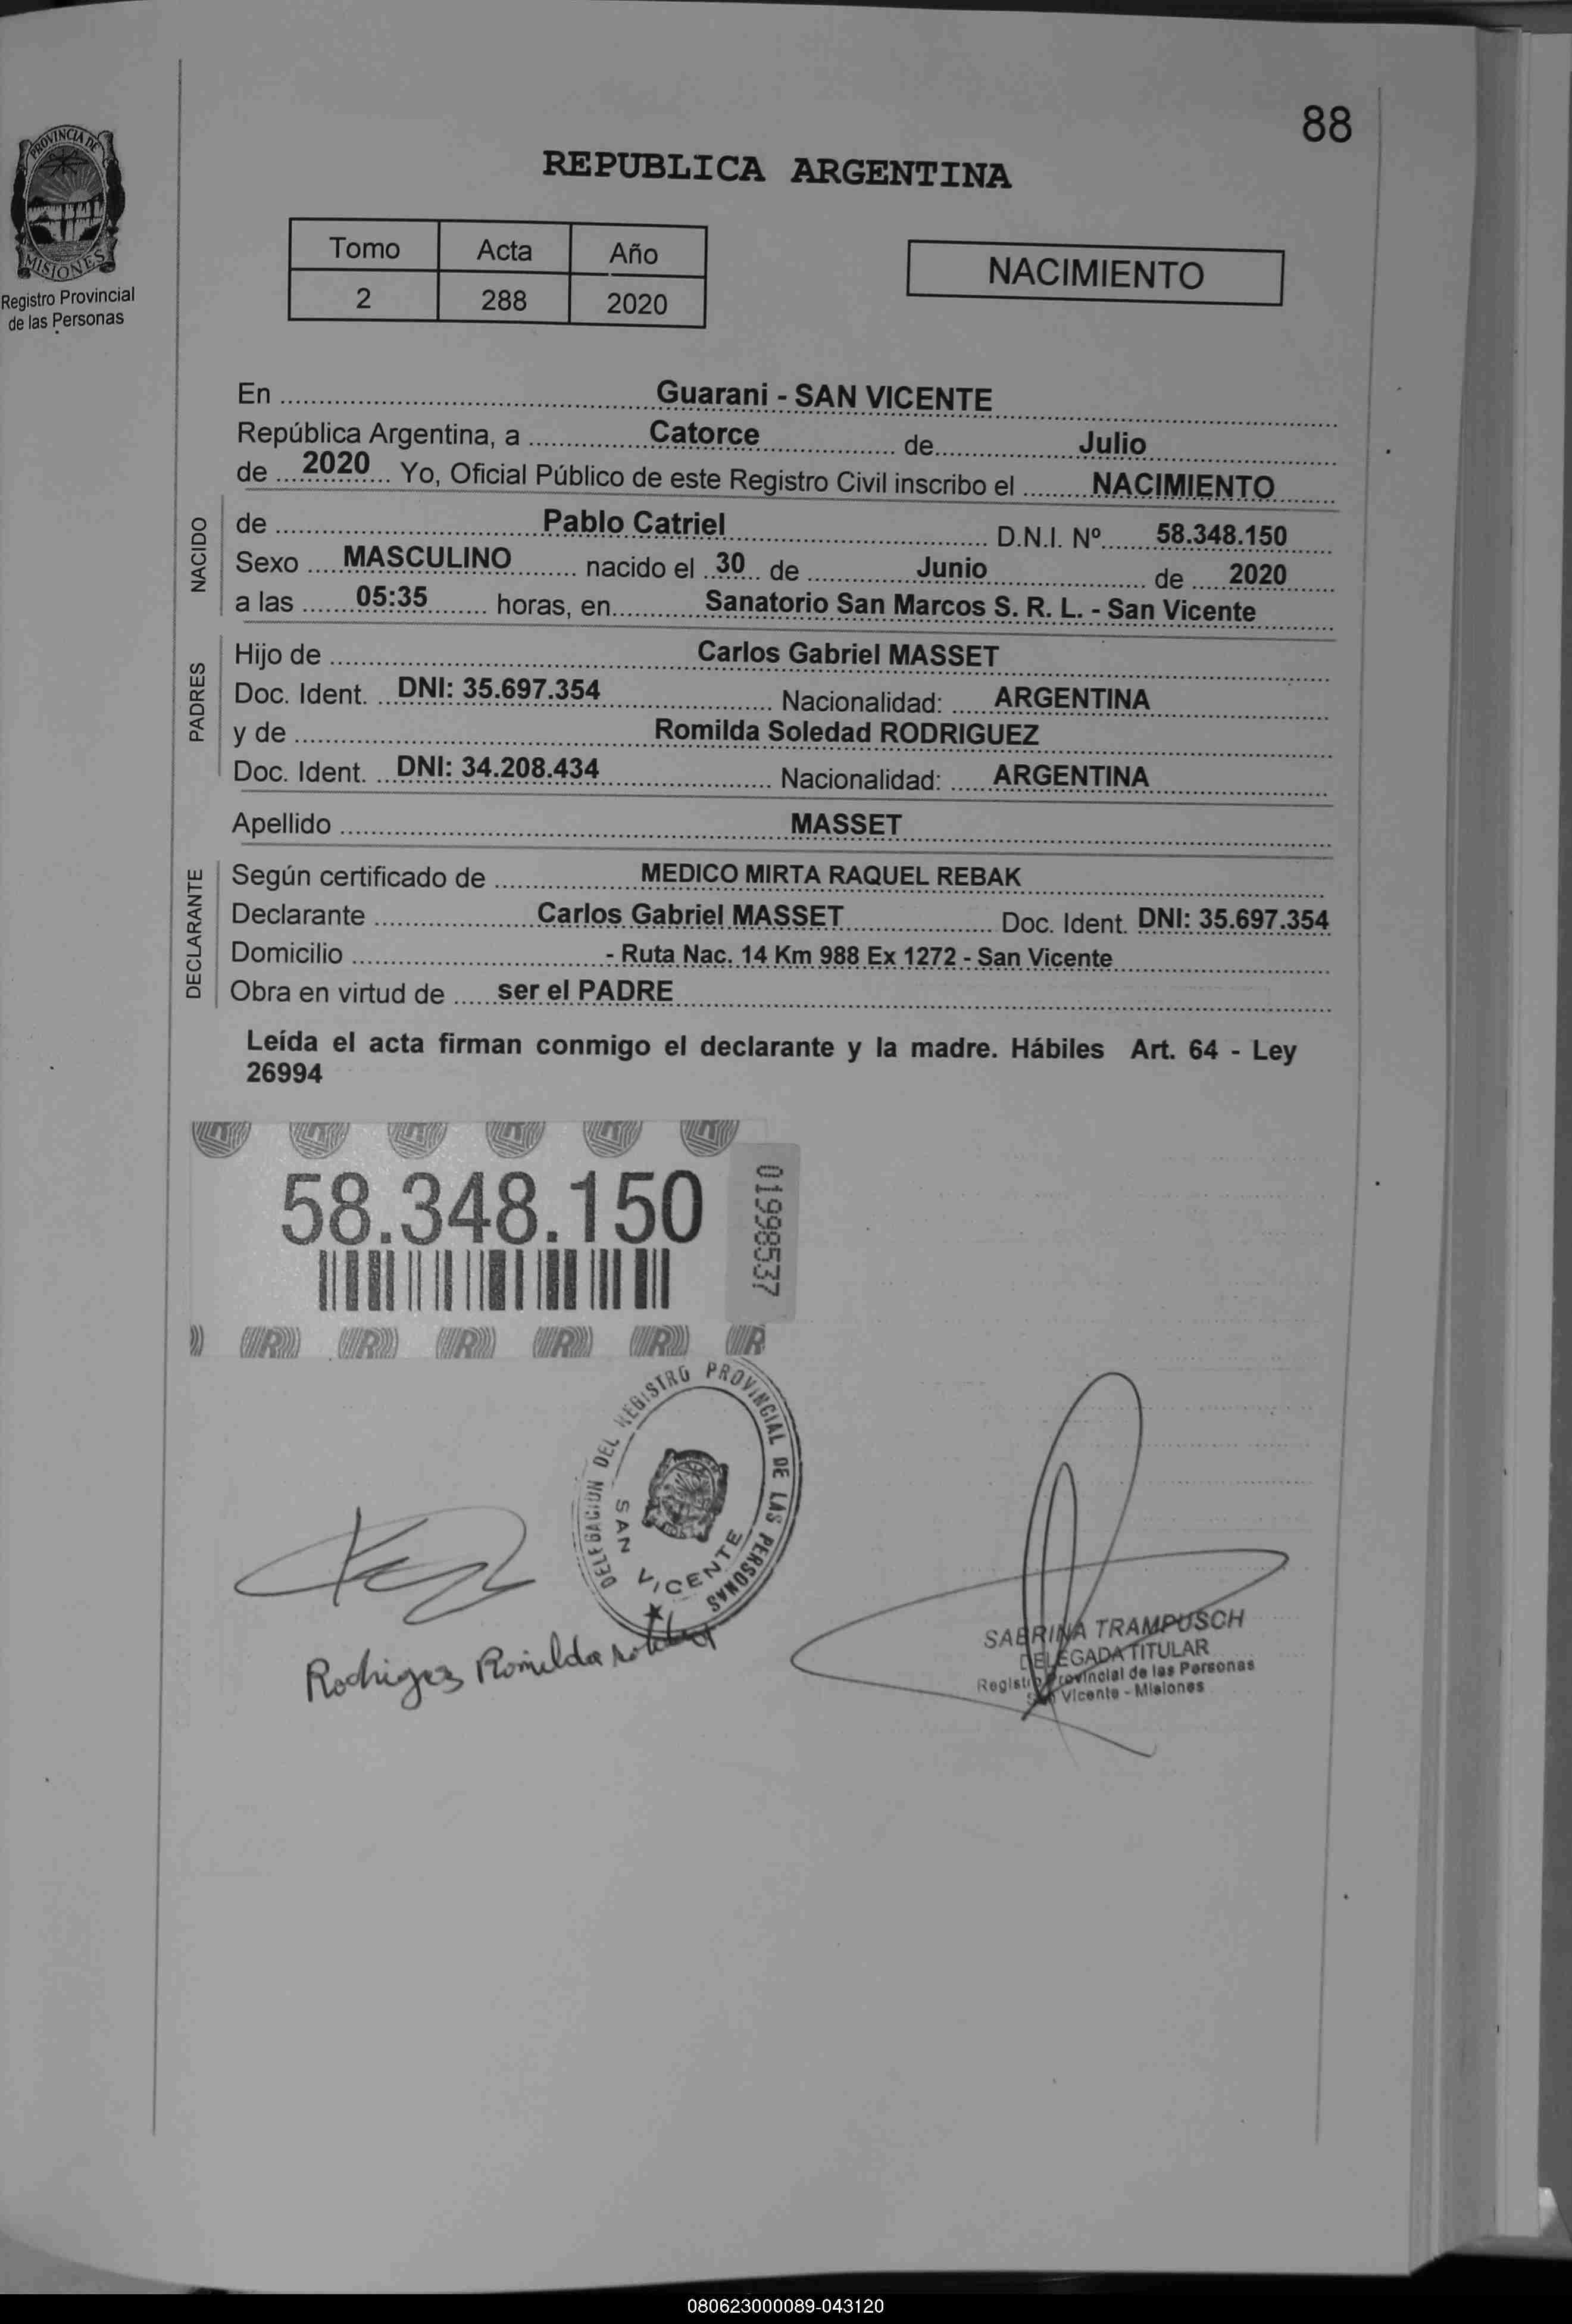 88
PROVINCIA DE
MISIONES
Registro Provincial
de las Personas
REPUBLICA ARGENTINA
Tomo Acta Año
2 288 2020
NACIMIENTO
En Guarani - SAN VICENTE
República Argentina, a Catorce de Julio
de 2020 Yo, Oficial Público de este Registro Civil inscribo el NACIMIENTO
NACIDO
de Pablo Catriel D.N.I. Nº 58.348.150
Sexo MASCULINO nacido el 30 de Junio de 2020
a las 05:35 horas, en Sanatorio San Marcos S. R. L. - San Vicente
PADRES
Hijo de Carlos Gabriel MASSET
Doc. Ident. DNI: 35.697.354 Nacionalidad: ARGENTINA
y de Romilda Soledad RODRIGUEZ
Doc. Ident. DNI: 34.208.434 Nacionalidad: ARGENTINA
Apellido MASSET
DECLARANTE
Según certificado de MEDICO MIRTA RAQUEL REBAK
Declarante Carlos Gabriel MASSET Doc. Ident. DNI: 35.697.354
Domicilio - Ruta Nac. 14 Km 988 Ex 1272 - San Vicente
Obra en virtud de ser el PADRE
Leída el acta firman conmigo el declarante y la madre. Hábiles Art. 64 - Ley
26994
58.348.150
01998537
DELEGACION DEL REGISTRO PROVINCIAL DE LAS PERSONAS
SAN VICENTE
Rodrigez Romilda
SABRINA TRAMPUSCH
DELEGADA TITULAR
Registro Provincial de las Personas
San Vicente - Misiones
080623000089-043120